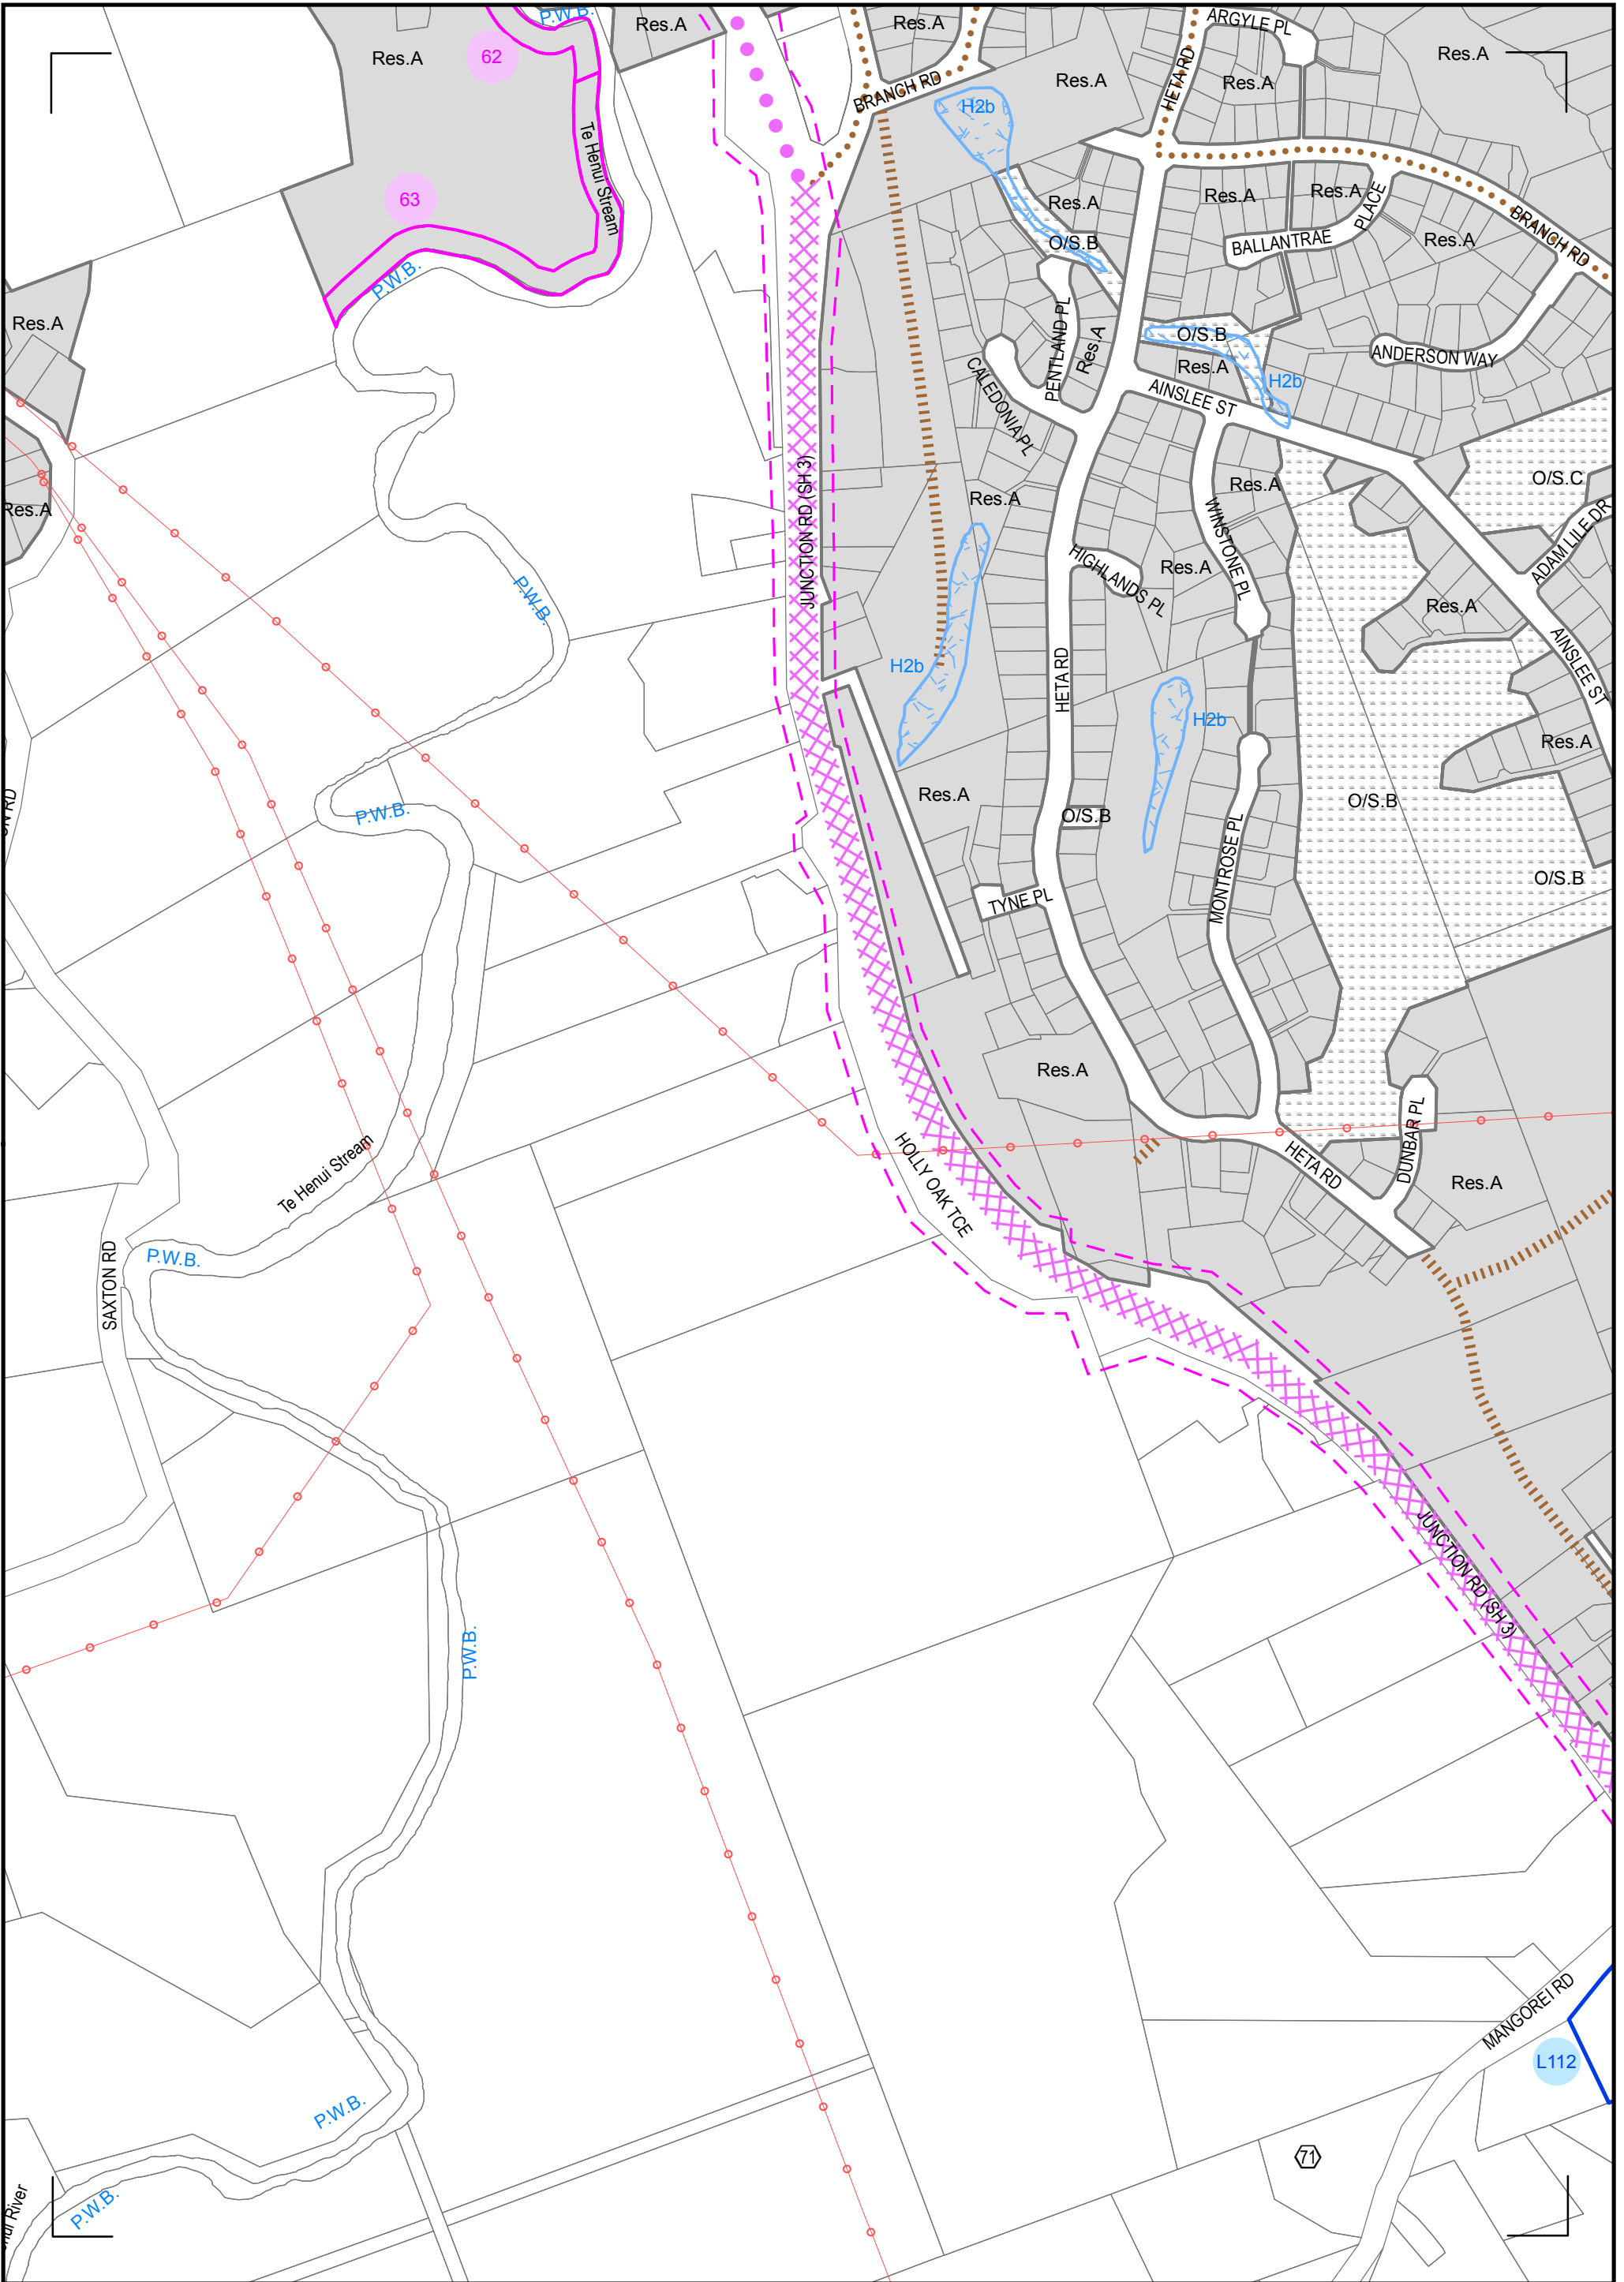 P.W.B.
Res.A
Res.A
ARGYLE PL
Res.A
62
Res.A
HETA RD
Res.A
Res.A
BRANCH RD
H2b
Te Henui Stream
63
Res.A
Res.A
Res.A
PLACE
BRANCH RD
O/S.B
BALLANTRAE
Res.A
P.W.B.
Res.A
PENTLAND PL
Res.A
O/S.B
Res.A
ANDERSON WAY
H2b
CALEDONIA PL
AINSLEE ST
JUNCTION RD (SH 3)
Res.A
Res.A
O/S.C
Res.A
WINSTONE PL
ADAM LILE DR
HIGHLANDS PL
Res.A
P.W.B.
Res.A
H2b
HETA RD
AINSLEE ST
H2b
Res.A
Res.A
O/S.B
P.W.B.
O/S.B
MONTROSE PL
O/S.B
TYNE PL
Res.A
DUNBAR PL
HOLLY OAK TCE
Te Henui Stream
HETA RD
Res.A
P.W.B.
SAXTON RD
JUNCTION RD (SH 3)
P.W.B.
MANGOREI RD
L112
P.W.B.
71
P.W.B.
River